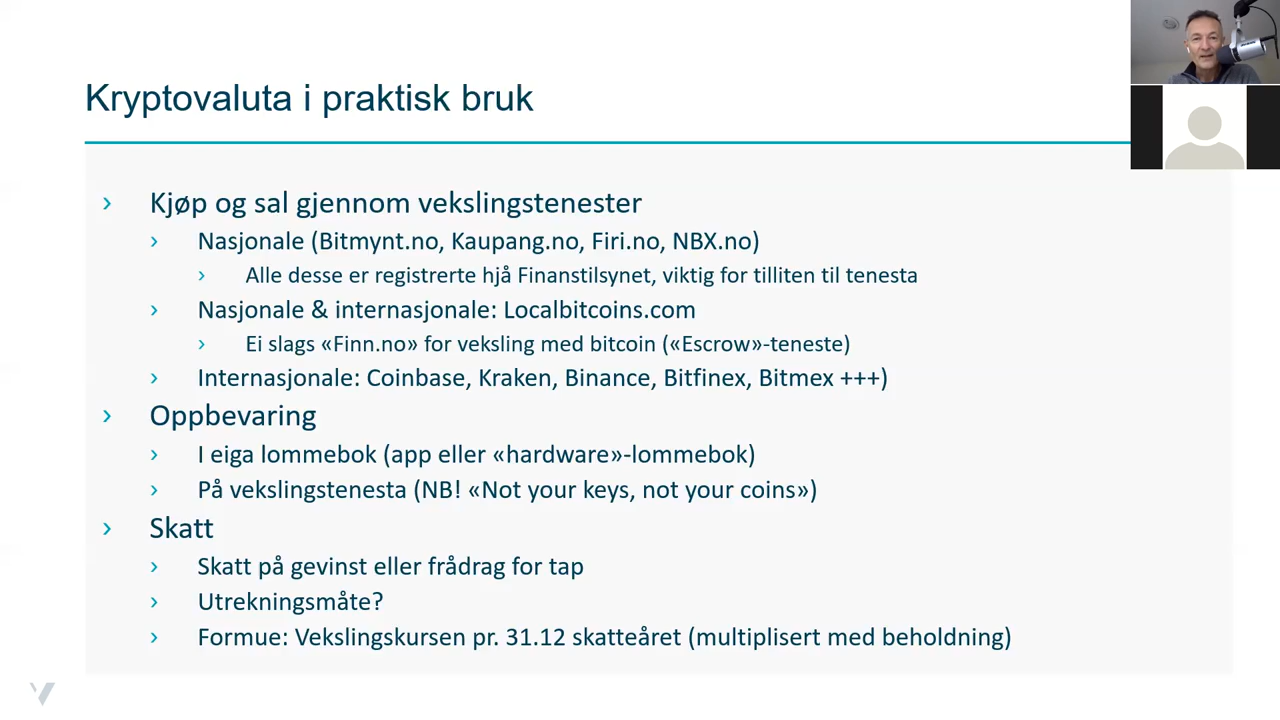 Kryptovaluta i praktisk bruk
› Kjøp og sal gjennom vekslingstenester
› Nasjonale (Bitmynt.no, Kaupang.no, Firi.no, NBX.no)
› Alle desse er registrerte hjå Finanstilsynet, viktig for tilliten til tenesta
› Nasjonale & internasjonale: Localbitcoins.com
› Ei slags «Finn.no» for veksling med bitcoin («Escrow»-teneste)
› Internasjonale: Coinbase, Kraken, Binance, Bitfinex, Bitmex +++)
› Oppbevaring
› I eiga lommebok (app eller «hardware»-lommebok)
› På vekslingstenesta (NB! «Not your keys, not your coins»)
› Skatt
› Skatt på gevinst eller frådrag for tap
› Utrekningsmåte?
› Formue: Vekslingskursen pr. 31.12 skatteåret (multiplisert med beholdning)